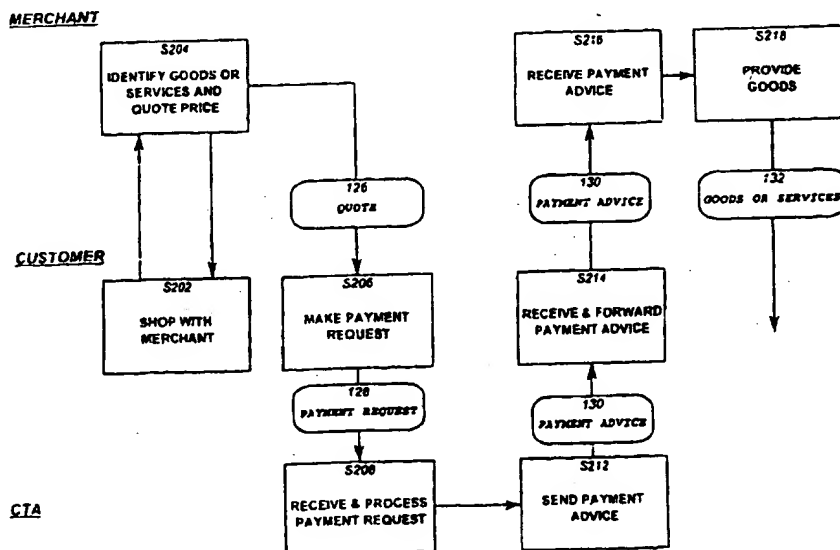 MERCHANT
S204
IDENTIFY GOODS OR
SERVICES AND
QUOTE PRICE
S216
RECEIVE PAYMENT
ADVICE
S218
PROVIDE
GOODS
126
QUOTE
130
PAYMENT ADVICE
132
GOODS OR SERVICES
CUSTOMER
S202
SHOP WITH
MERCHANT
S206
MAKE PAYMENT
REQUEST
S214
RECEIVE & FORWARD
PAYMENT ADVICE
128
PAYMENT REQUEST
130
PAYMENT ADVICE
CTA
S208
RECEIVE & PROCESS
PAYMENT REQUEST
S212
SEND PAYMENT
ADVICE